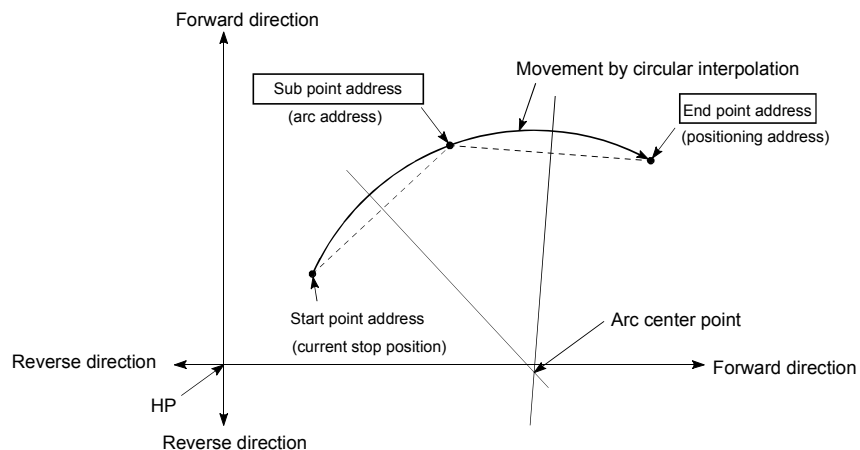 Forward direction
Movement by circular interpolation
Sub point address
(arc address)
End point address
(positioning address)
Start point address
(current stop position)
Arc center point
Reverse direction
Forward direction
HP
Reverse direction